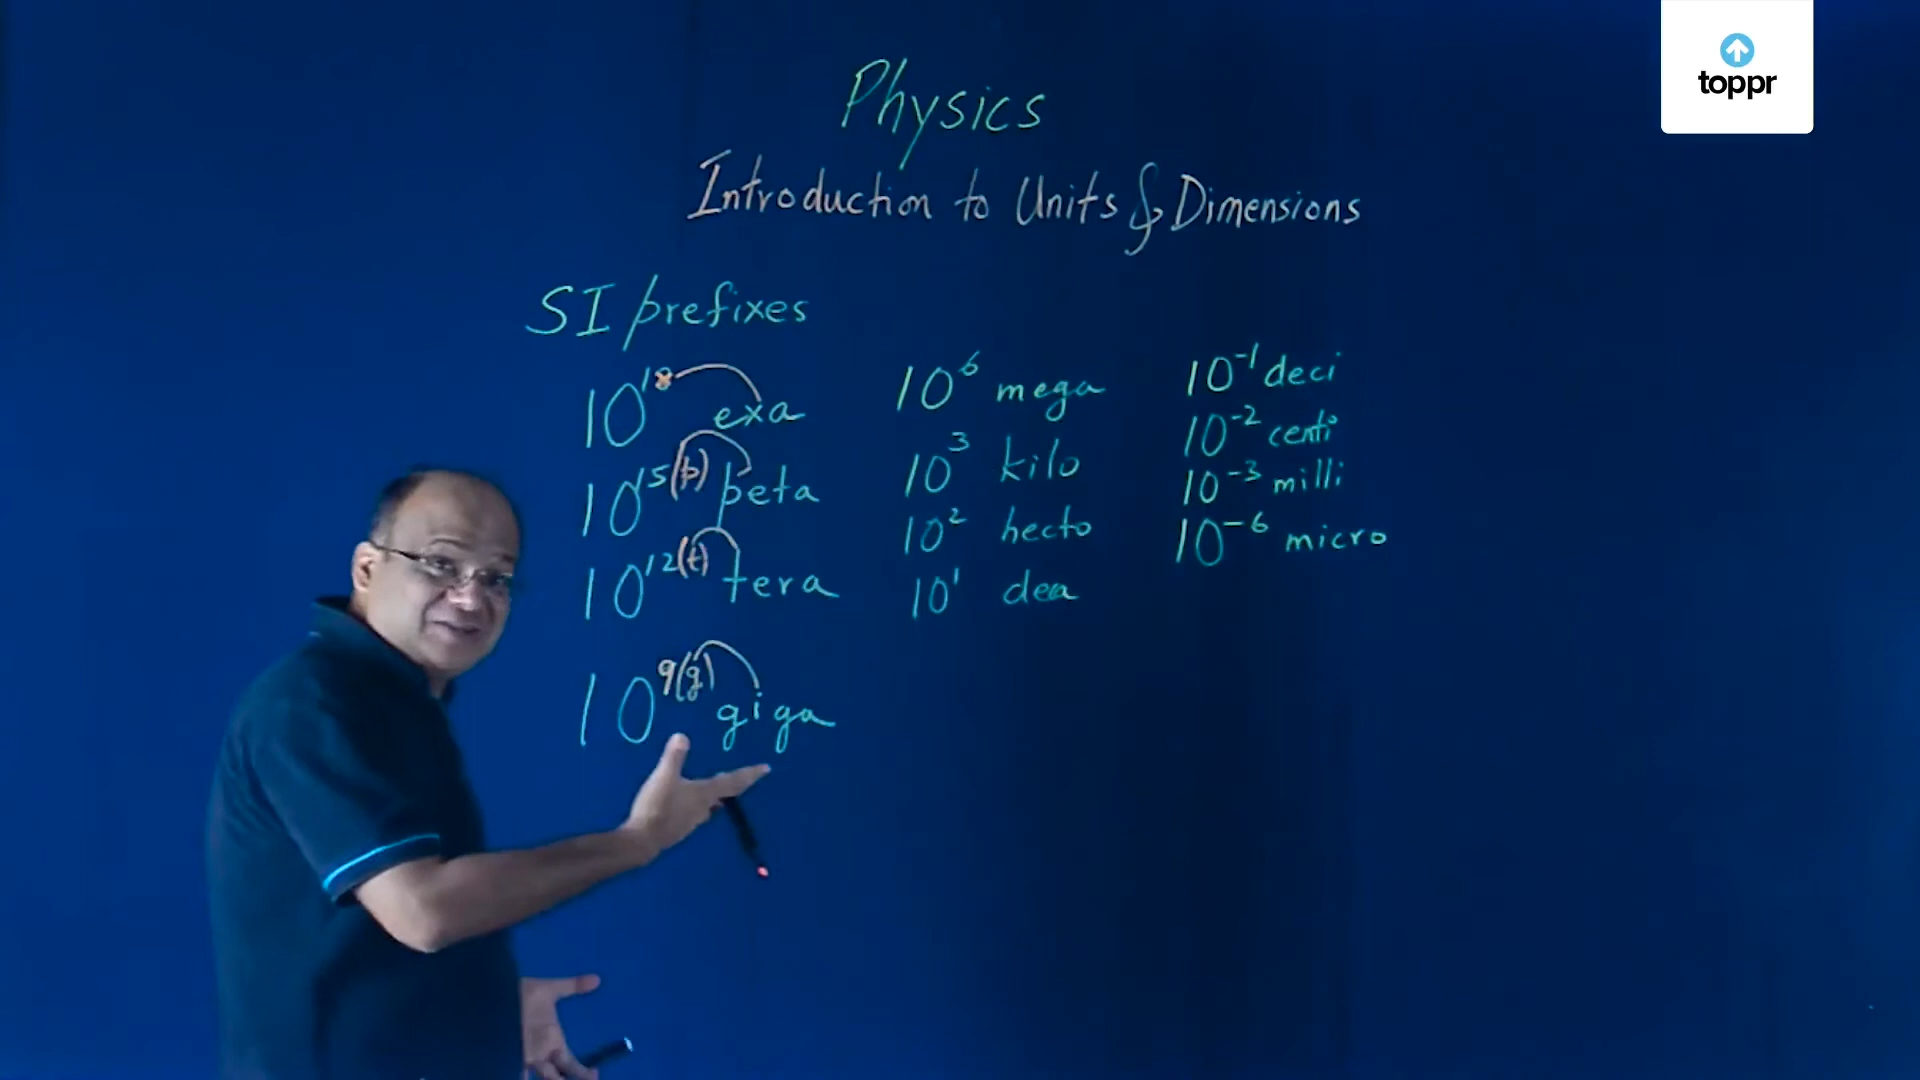 toppr
Physics
Introduction to Units & Dimensions
SI prefixes
10^18 exa
10^15(p) peta
10^12(t) tera
10^9(g) giga
10^6 mega
10^3 kilo
10^2 hecto
10^1 deca
10^-1 deci
10^-2 centi
10^-3 milli
10^-6 micro